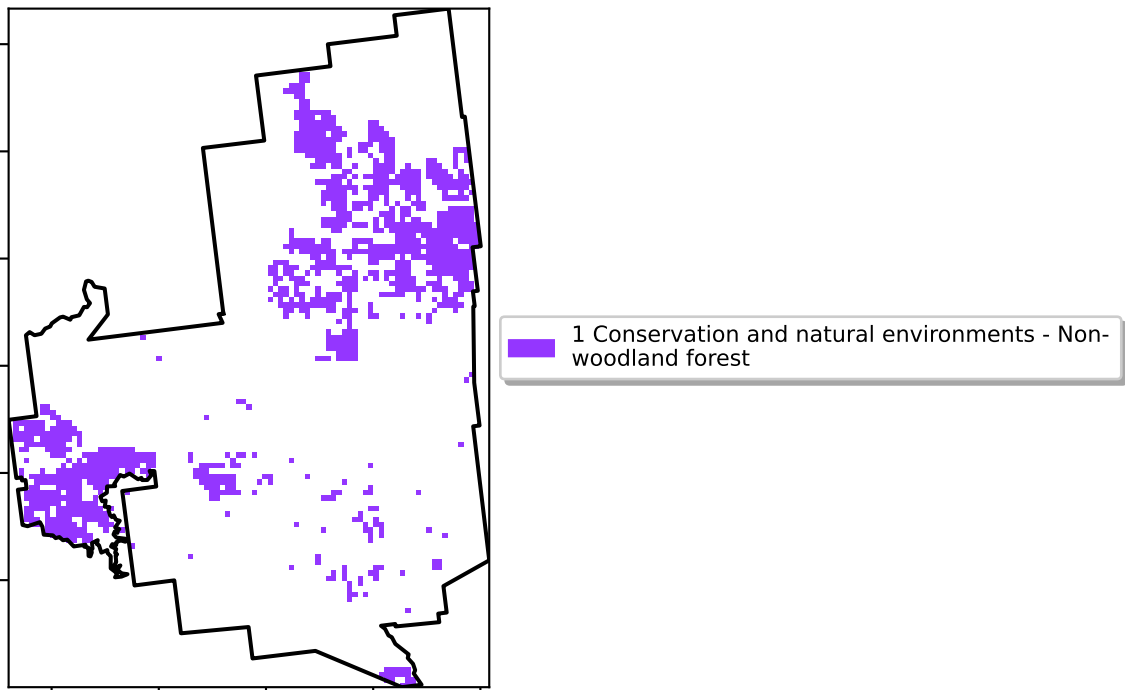 1 Conservation and natural environments - Non-
woodland forest